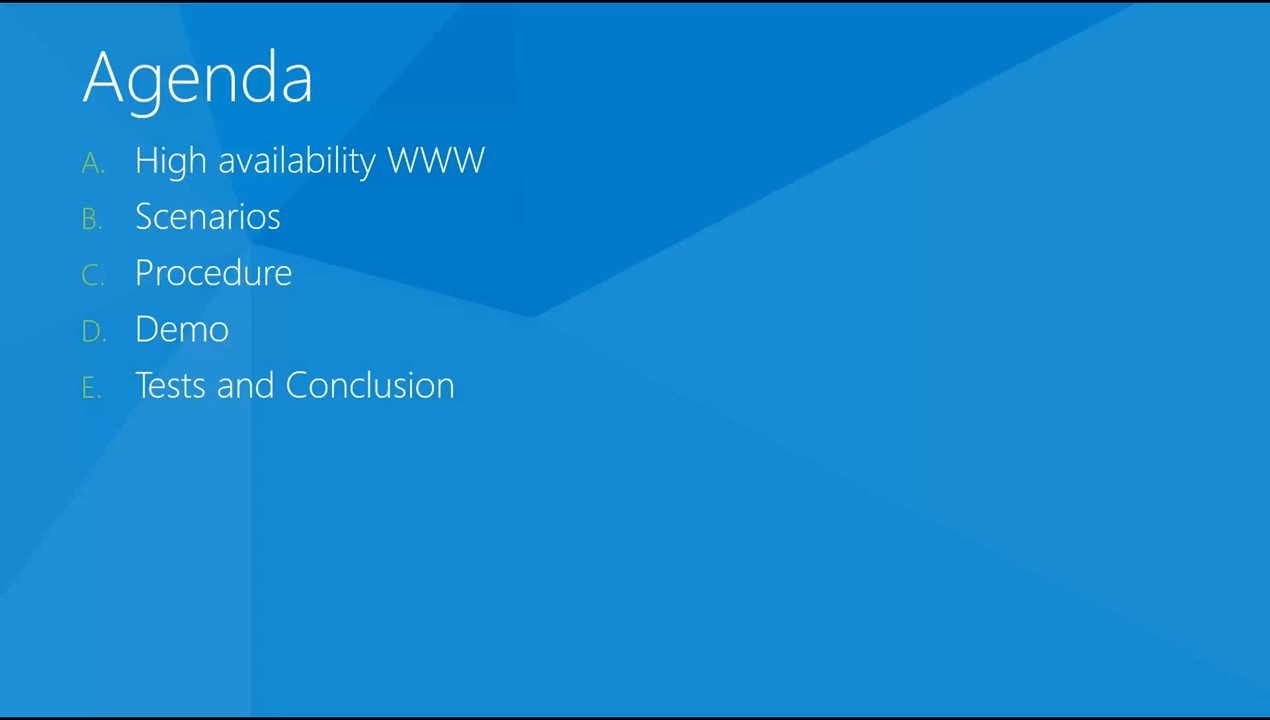 Agenda
A. High availability WWW
B. Scenarios
C. Procedure
D. Demo
E. Tests and Conclusion